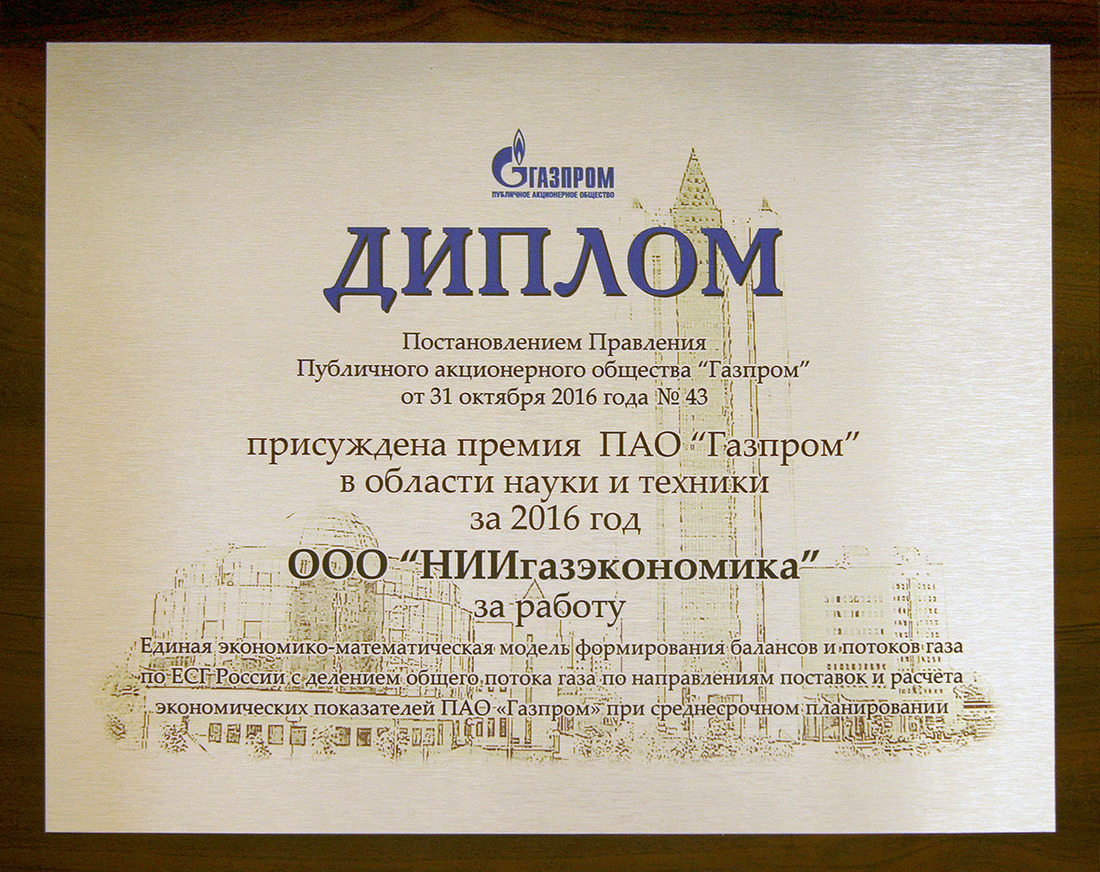 ГАЗПРОМ
ПУБЛИЧНОЕ АКЦИОНЕРНОЕ ОБЩЕСТВО
ДИПЛОМ
Постановлением Правления
Публичного акционерного общества “Газпром”
от 31 октября 2016 года № 43
присуждена премия ПАО “Газпром”
в области науки и техники
за 2016 год
ООО “НИИгазэкономика”
за работу
Единая экономико-математическая модель формирования балансов и потоков газа
по ЕСГ России с делением общего потока газа по направлениям поставок и расчета
экономических показателей ПАО «Газпром» при среднесрочном планировании